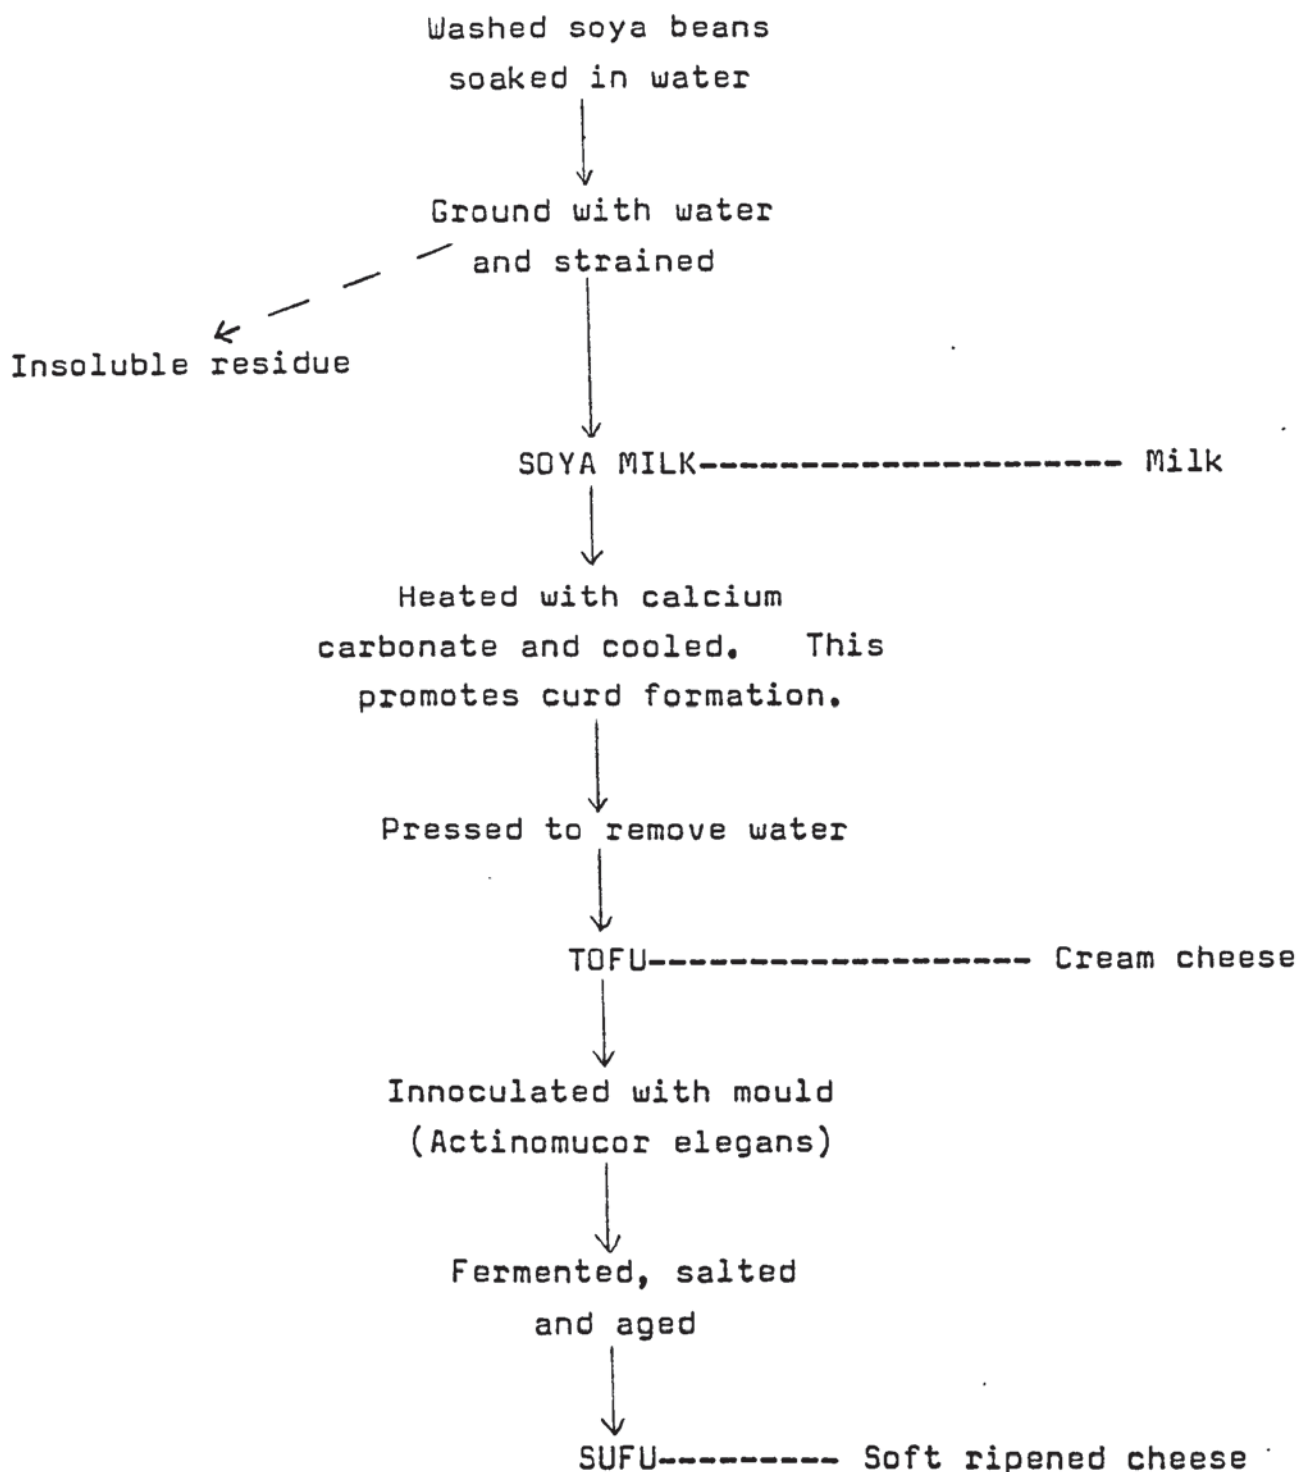 Washed soya beans
soaked in water
Ground with water
and strained
Insoluble residue
SOYA MILK--------------------- Milk
Heated with calcium
carbonate and cooled. This
promotes curd formation.
Pressed to remove water
TOFU------------------- Cream cheese
Innoculated with mould
(Actinomucor elegans)
Fermented, salted
and aged
SUFU--------- Soft ripened cheese